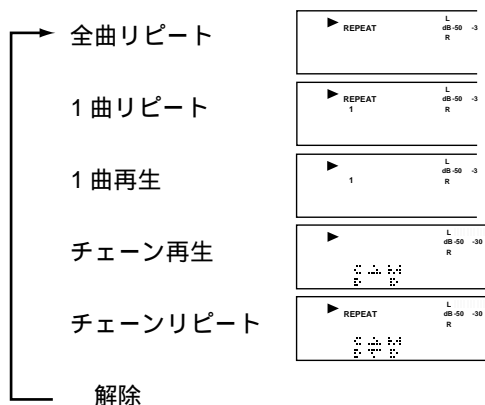 全曲リピート
REPEAT
L
dB-50 -3
R
1曲リピート
REPEAT
1
L
dB-50 -3
R
1曲再生
1
L
dB-50 -3
R
チェーン再生
L
dB-50 -30
R
チェーンリピート
REPEAT
L
dB-50 -30
R
解除